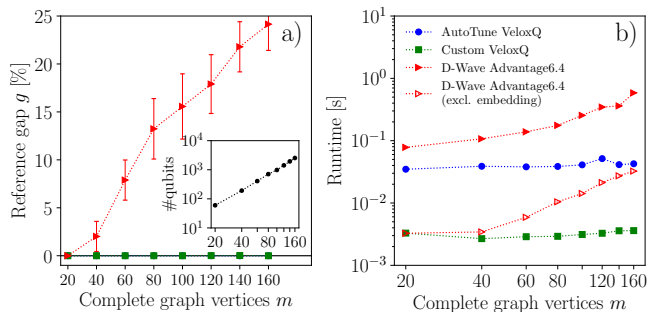 a)
Reference gap g [%]
25
20
15
10
5
0
#qubits
10^4
10^3
10^2
10^1
20 40 80 160
20 40 60 80 100 120 140 160
Complete graph vertices m
b)
AutoTune VeloxQ
Custom VeloxQ
D-Wave Advantage6.4
D-Wave Advantage6.4
(excl. embedding)
Runtime [s]
10^1
10^0
10^−1
10^−2
10^−3
20 40 60 80 120 160
Complete graph vertices m